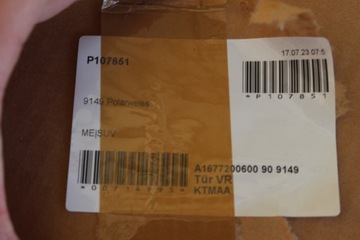 P107851
17.07.23 07:5
*P107851
9149 Polarweiss
ME|SUV
A1677200600 90 9149
Tür VR
KTMAA